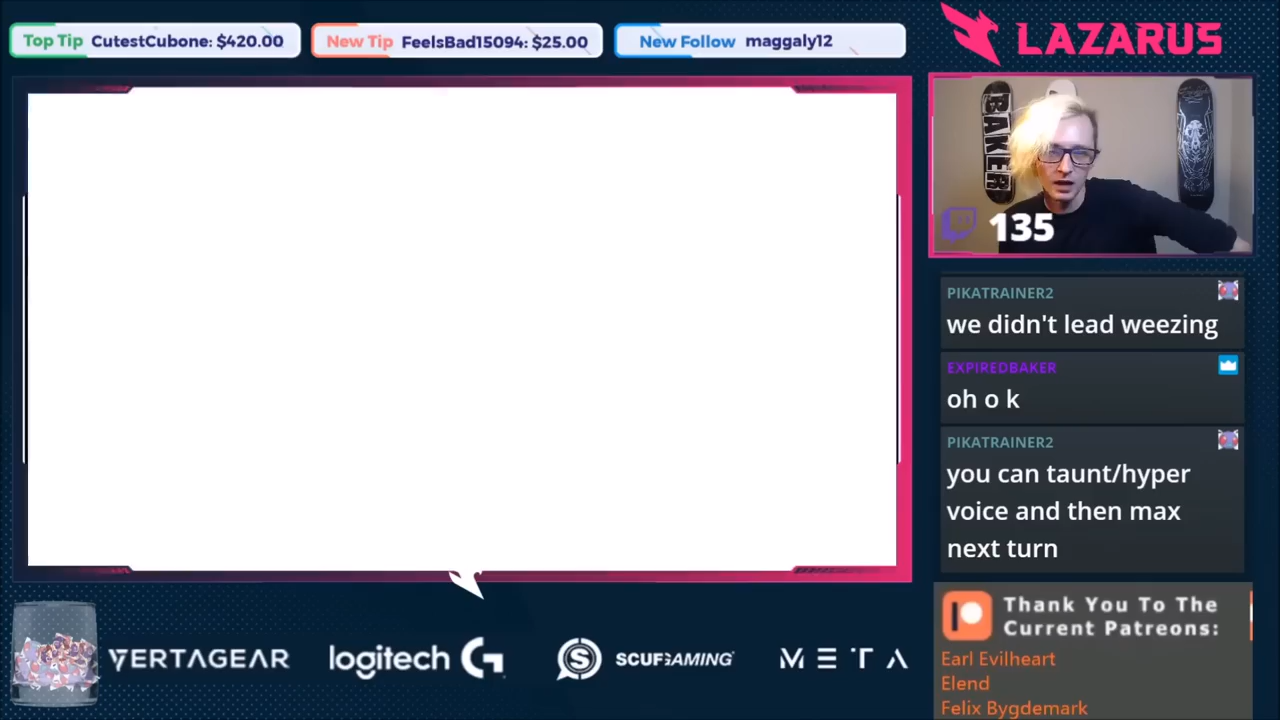 Top Tip CutestCubone: $420.00
New Tip FeelsBad15094: $25.00
New Follow maggaly12
LAZARUS
BAKER
135
PIKATRAINER2
we didn't lead weezing
EXPIREDBAKER
oh o k
PIKATRAINER2
you can taunt/hyper
voice and then max
next turn
VERTAGEAR
logitech G
S SCUFGAMING
META
Thank You To The
Current Patreons:
Earl Evilheart
Elend
Felix Bygdemark